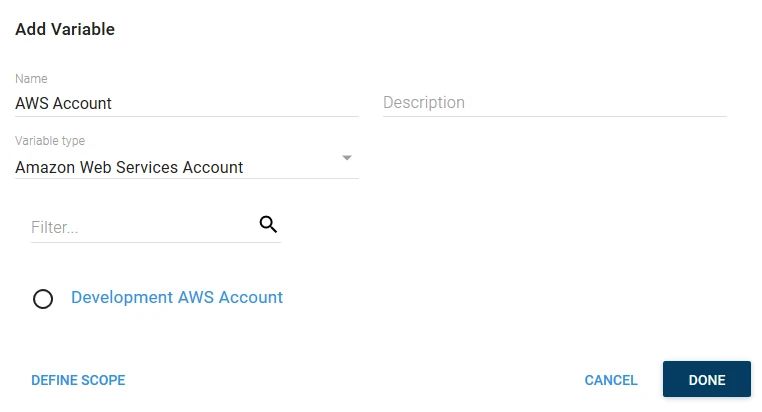 Add Variable
Name
AWS Account
Description
Variable type
Amazon Web Services Account
Filter...
Development AWS Account
DEFINE SCOPE
CANCEL
DONE